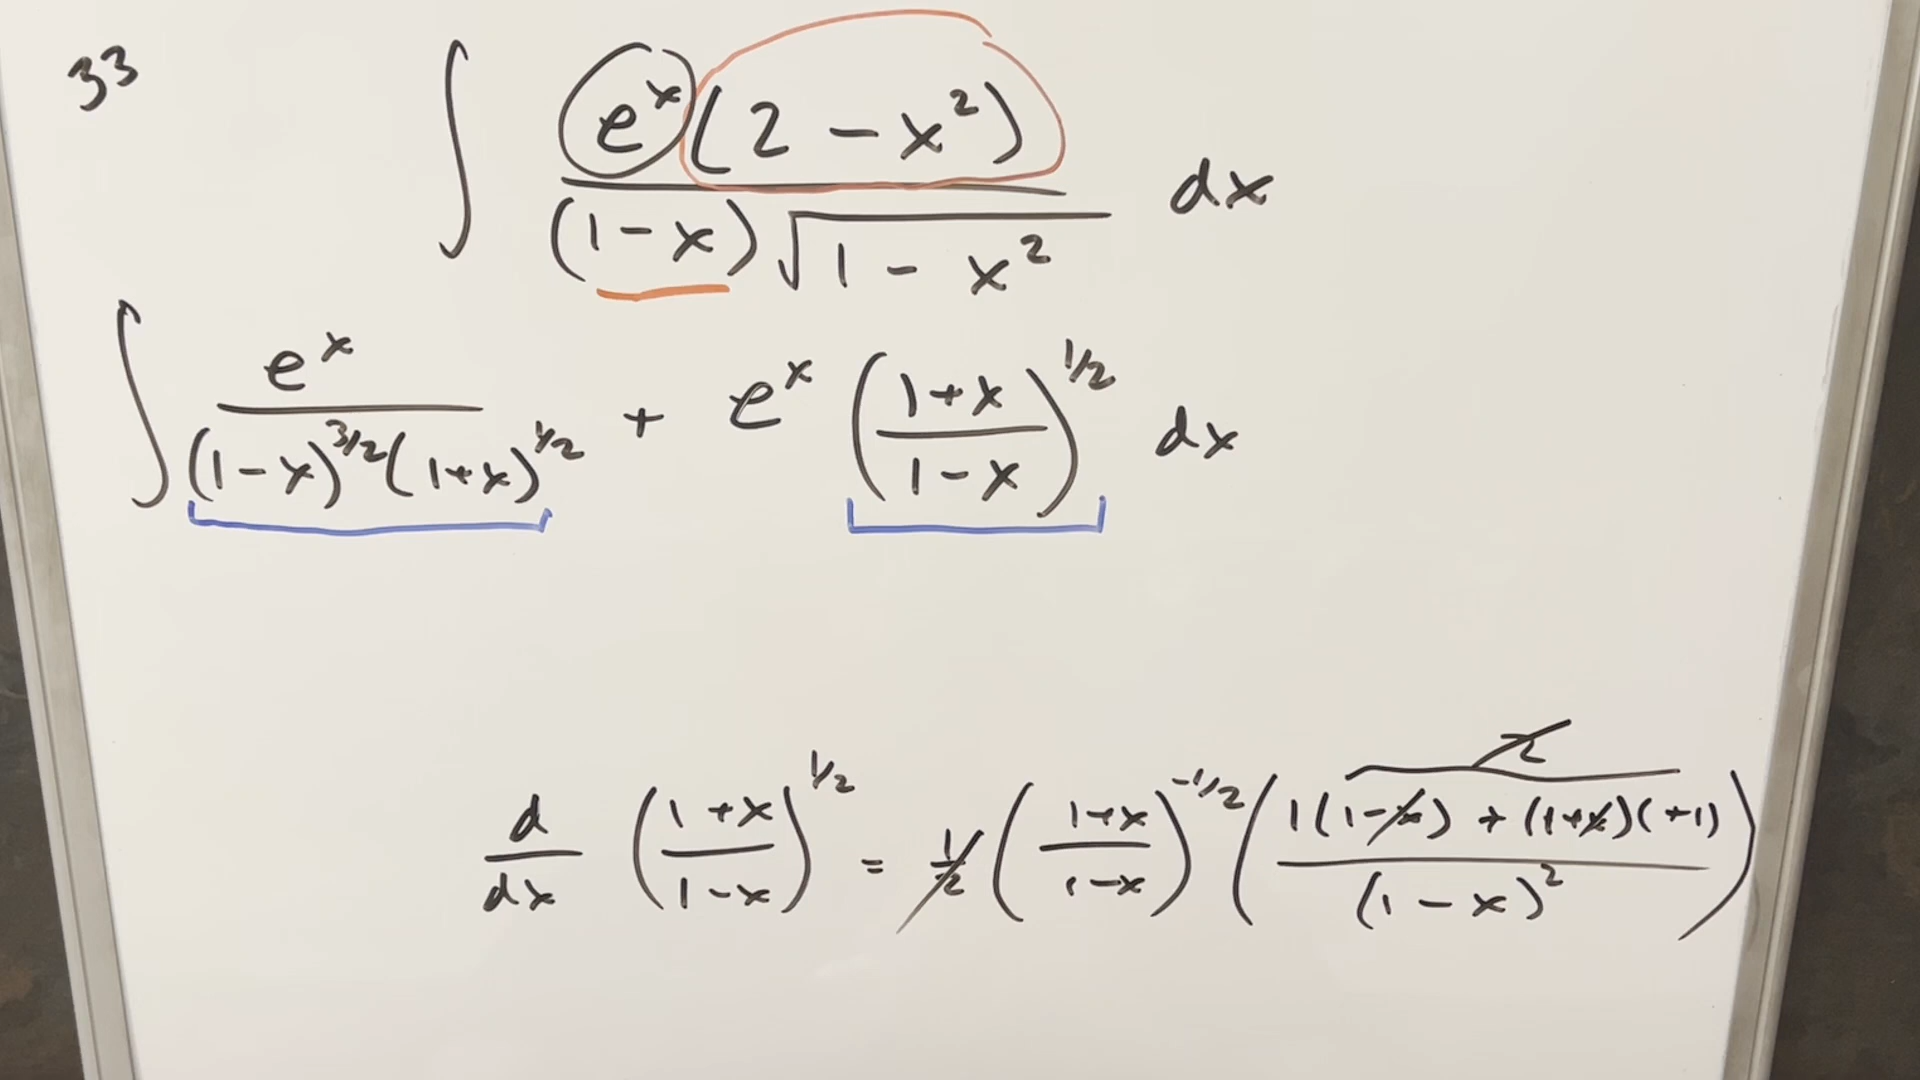 33
∫ e^x (2 - x^2) / (1-x)√(1 - x^2) dx
∫ e^x / (1-x)^3/2 (1+x)^1/2 + e^x ((1+x)/(1-x))^1/2 dx
2
d/dx ((1+x)/(1-x))^1/2 = 1/2 ((1+x)/(1-x))^-1/2 ((1(1-x) + (1+x)(+1))/(1-x)^2)